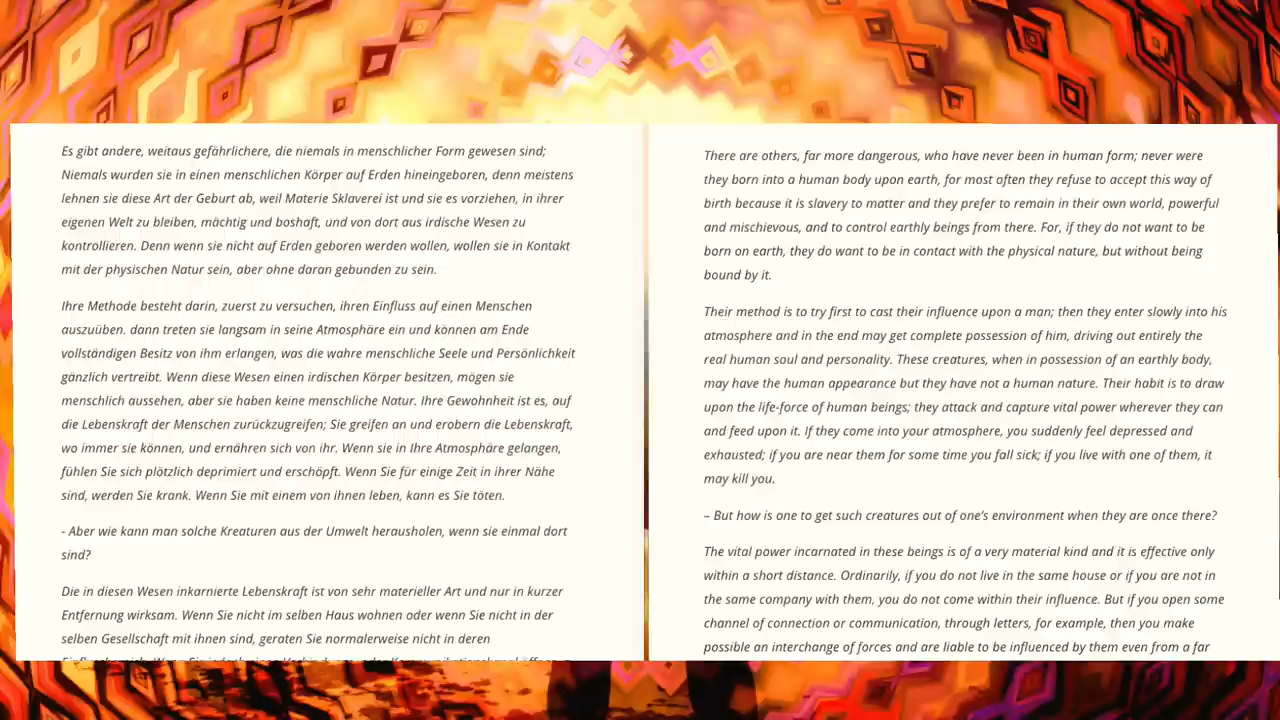 Es gibt andere, weitaus gefährlichere, die niemals in menschlicher Form gewesen sind;
Niemals wurden sie in einen menschlichen Körper auf Erden hineingeboren, denn meistens
lehnen sie diese Art der Geburt ab, weil Materie Sklaverei ist und sie es vorziehen, in ihrer
eigenen Welt zu bleiben, mächtig und boshaft, und von dort aus irdische Wesen zu
kontrollieren. Denn wenn sie nicht auf Erden geboren werden wollen, wollen sie in Kontakt
mit der physischen Natur sein, aber ohne daran gebunden zu sein.
Ihre Methode besteht darin, zuerst zu versuchen, ihren Einfluss auf einen Menschen
auszuüben. dann treten sie langsam in seine Atmosphäre ein und können am Ende
vollständigen Besitz von ihm erlangen, was die wahre menschliche Seele und Persönlichkeit
gänzlich vertreibt. Wenn diese Wesen einen irdischen Körper besitzen, mögen sie
menschlich aussehen, aber sie haben keine menschliche Natur. Ihre Gewohnheit ist es, auf
die Lebenskraft der Menschen zurückzugreifen; Sie greifen an und erobern die Lebenskraft,
wo immer sie können, und ernähren sich von ihr. Wenn sie in Ihre Atmosphäre gelangen,
fühlen Sie sich plötzlich deprimiert und erschöpft. Wenn Sie für einige Zeit in ihrer Nähe
sind, werden Sie krank. Wenn Sie mit einem von ihnen leben, kann es Sie töten.
- Aber wie kann man solche Kreaturen aus der Umwelt herausholen, wenn sie einmal dort
sind?
Die in diesen Wesen inkarnierte Lebenskraft ist von sehr materieller Art und nur in kurzer
Entfernung wirksam. Wenn Sie nicht im selben Haus wohnen oder wenn Sie nicht in der
selben Gesellschaft mit ihnen sind, geraten Sie normalerweise nicht in deren
There are others, far more dangerous, who have never been in human form; never were
they born into a human body upon earth, for most often they refuse to accept this way of
birth because it is slavery to matter and they prefer to remain in their own world, powerful
and mischievous, and to control earthly beings from there. For, if they do not want to be
born on earth, they do want to be in contact with the physical nature, but without being
bound by it.
Their method is to try first to cast their influence upon a man; then they enter slowly into his
atmosphere and in the end may get complete possession of him, driving out entirely the
real human soul and personality. These creatures, when in possession of an earthly body,
may have the human appearance but they have not a human nature. Their habit is to draw
upon the life-force of human beings; they attack and capture vital power wherever they can
and feed upon it. If they come into your atmosphere, you suddenly feel depressed and
exhausted; if you are near them for some time you fall sick; if you live with one of them, it
may kill you.
– But how is one to get such creatures out of one’s environment when they are once there?
The vital power incarnated in these beings is of a very material kind and it is effective only
within a short distance. Ordinarily, if you do not live in the same house or if you are not in
the same company with them, you do not come within their influence. But if you open some
channel of connection or communication, through letters, for example, then you make
possible an interchange of forces and are liable to be influenced by them even from a far